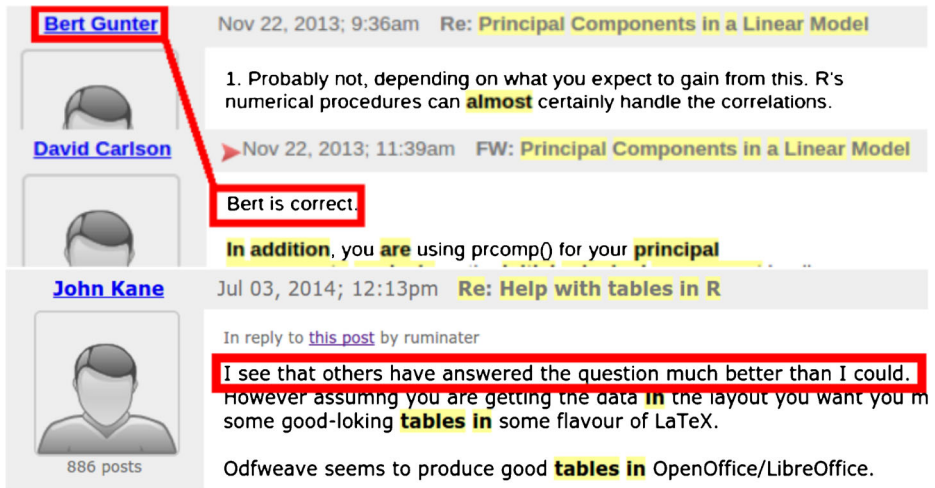 Bert Gunter Nov 22, 2013; 9:36am Re: Principal Components in a Linear Model
1. Probably not, depending on what you expect to gain from this. R's
numerical procedures can almost certainly handle the correlations.
David Carlson Nov 22, 2013; 11:39am FW: Principal Components in a Linear Model
Bert is correct.
In addition, you are using prcomp() for your principal
John Kane Jul 03, 2014; 12:13pm Re: Help with tables in R
In reply to this post by ruminater
I see that others have answered the question much better than I could.
However assumng you are getting the data in the layout you want you m
some good-loking tables in some flavour of LaTeX.
886 posts
Odfweave seems to produce good tables in OpenOffice/LibreOffice.